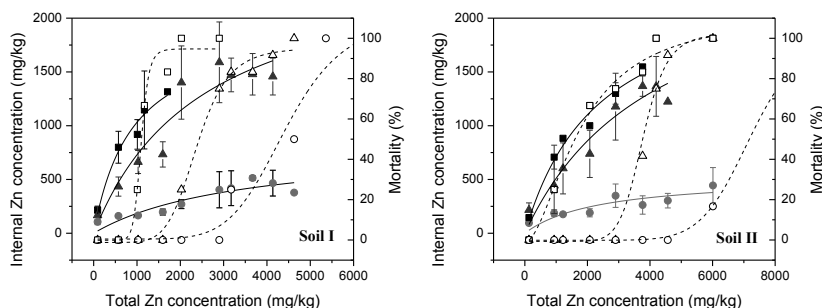 2000
1500
1000
500
0
Internal Zn concentration (mg/kg)
100
80
60
40
20
0
Mortality (%)
Soil I
0 1000 2000 3000 4000 5000 6000
Total Zn concentration (mg/kg)
2000
1500
1000
500
0
Internal Zn concentration (mg/kg)
100
80
60
40
20
0
Mortality (%)
Soil II
0 2000 4000 6000 8000
Total Zn concentration (mg/kg)